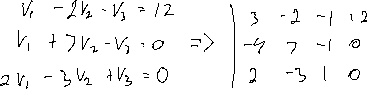 V₁ - 2V₂ - V₃ = 12 | 3 -2 -1 12
V₁ + 7V₂ - V₃ = 0 => | -4 7 -1 0
2V₁ - 3V₂ + V₃ = 0 | 2 -3 1 0